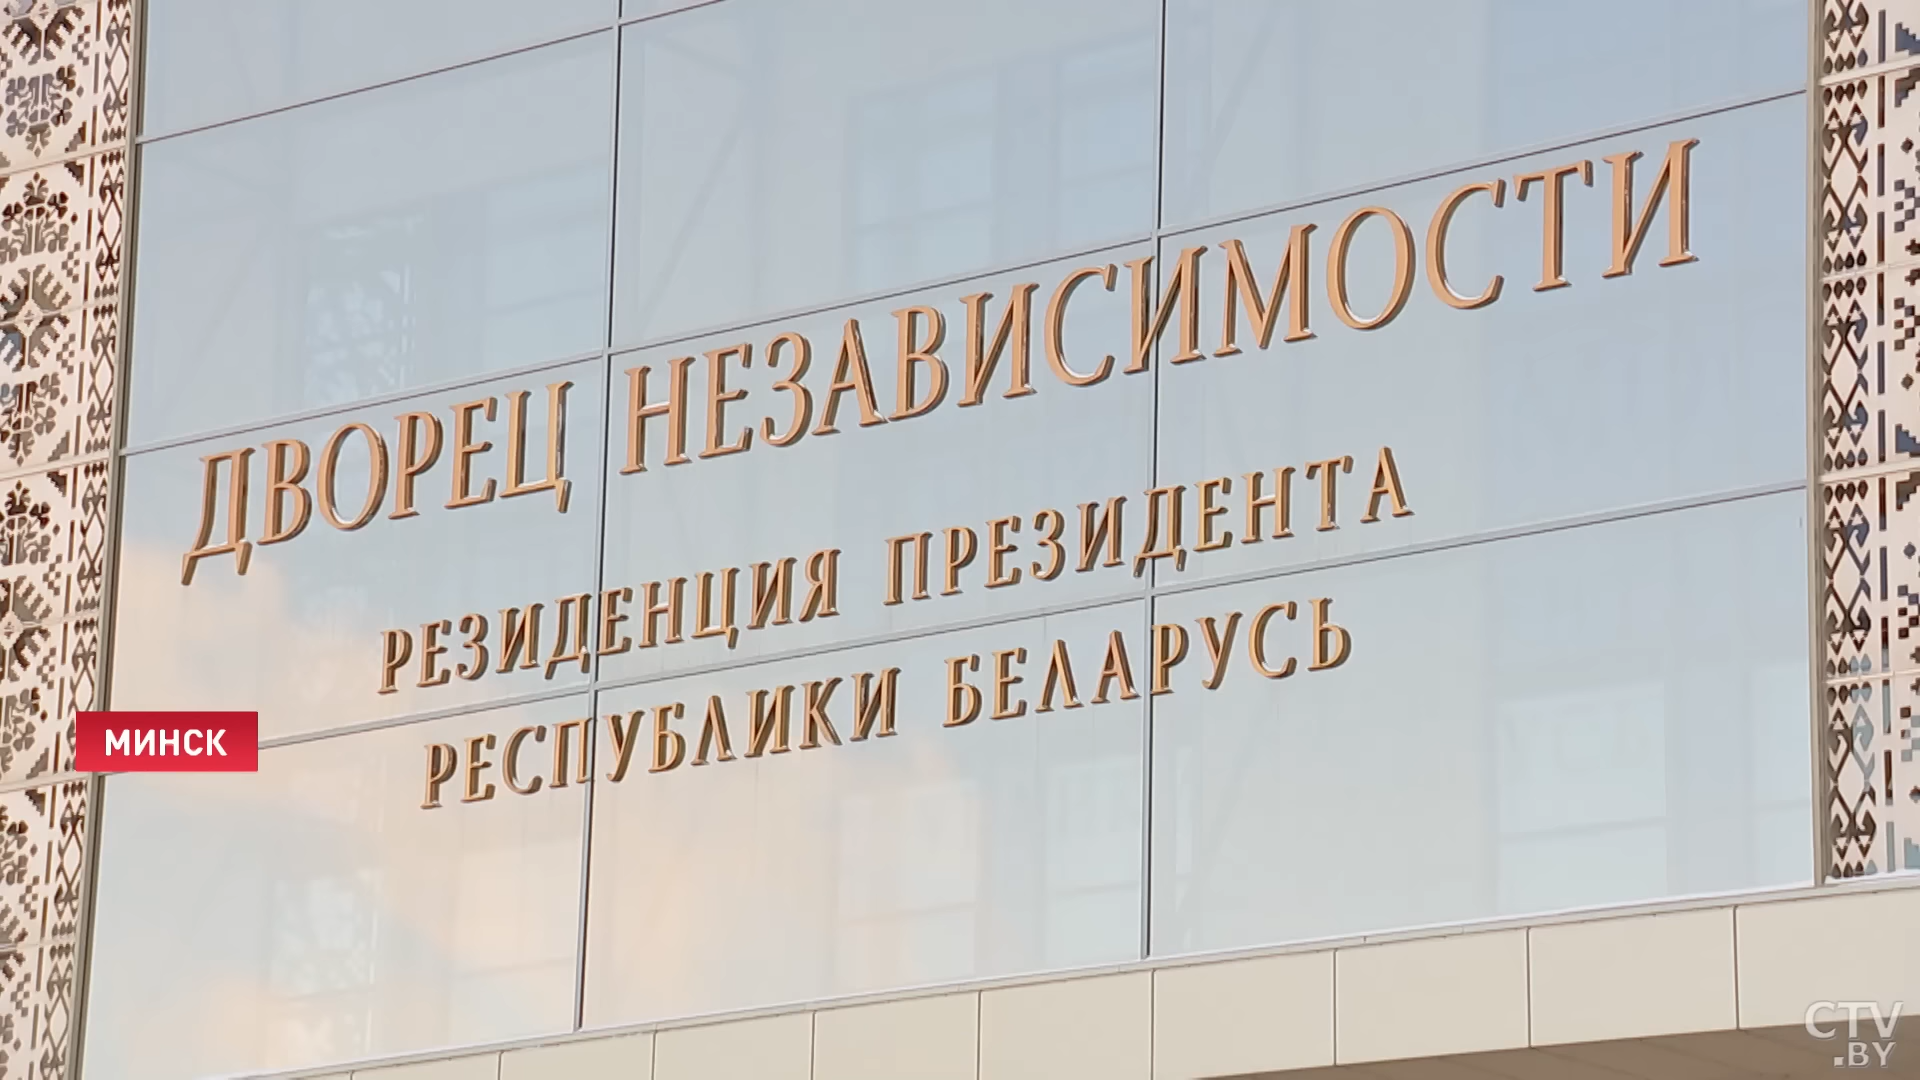 ДВОРЕЦ НЕЗАВИСИМОСТИ
РЕЗИДЕНЦИЯ ПРЕЗИДЕНТА
РЕСПУБЛИКИ БЕЛАРУСЬ
МИНСК
CTV
.BY